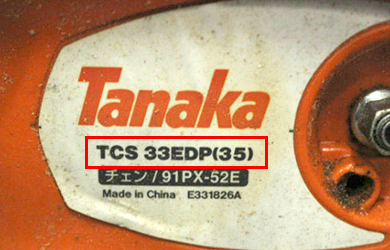 Tanaka
TCS 33EDP(35)
チェン/91PX-52E
Made in China E331826A